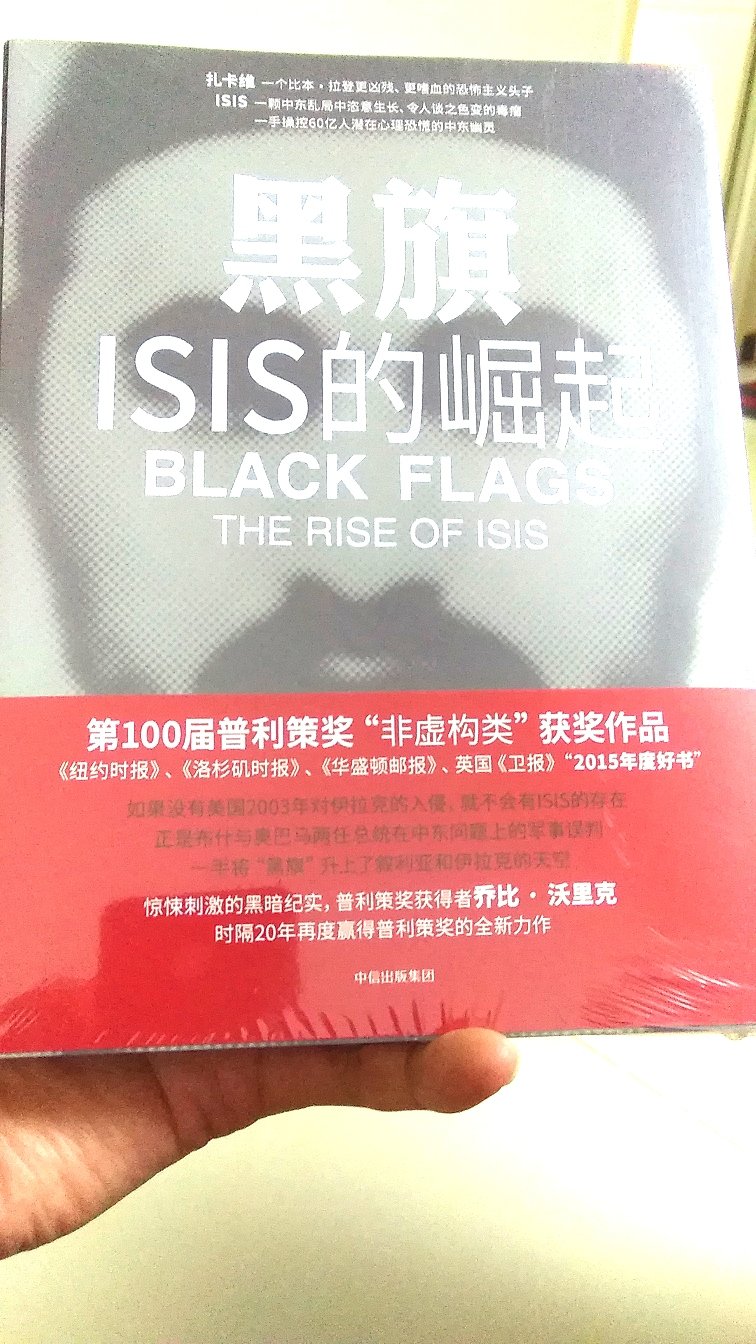 扎卡维 一个比本·拉登更凶残、更嗜血的恐怖主义头子
ISIS 一颗中东乱局中恣意生长、令人谈之色变的毒瘤
一手操控60亿人潜在心理恐慌的中东幽灵
黑旗
ISIS的崛起
BLACK FLAGS
THE RISE OF ISIS
第100届普利策奖“非虚构类”获奖作品
《纽约时报》、《洛杉矶时报》、《华盛顿邮报》、英国《卫报》“2015年度好书”
如果没有美国2003年对伊拉克的入侵，就不会有ISIS的存在
正是布什与奥巴马两任总统在中东问题上的军事误判
一手将“黑旗”升上了叙利亚和伊拉克的天空
惊悚刺激的黑暗纪实，普利策奖获得者乔比·沃里克
时隔20年再度赢得普利策奖的全新力作
中信出版集团